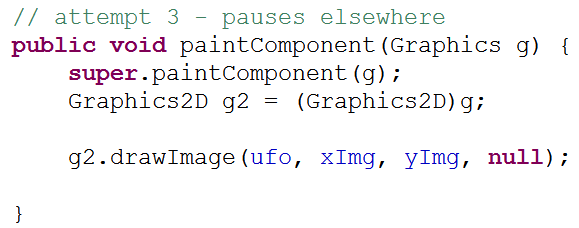 // attempt 3 - pauses elsewhere
public void paintComponent(Graphics g) {
super.paintComponent(g);
Graphics2D g2 = (Graphics2D)g;
g2.drawImage(ufo, xImg, yImg, null);
}